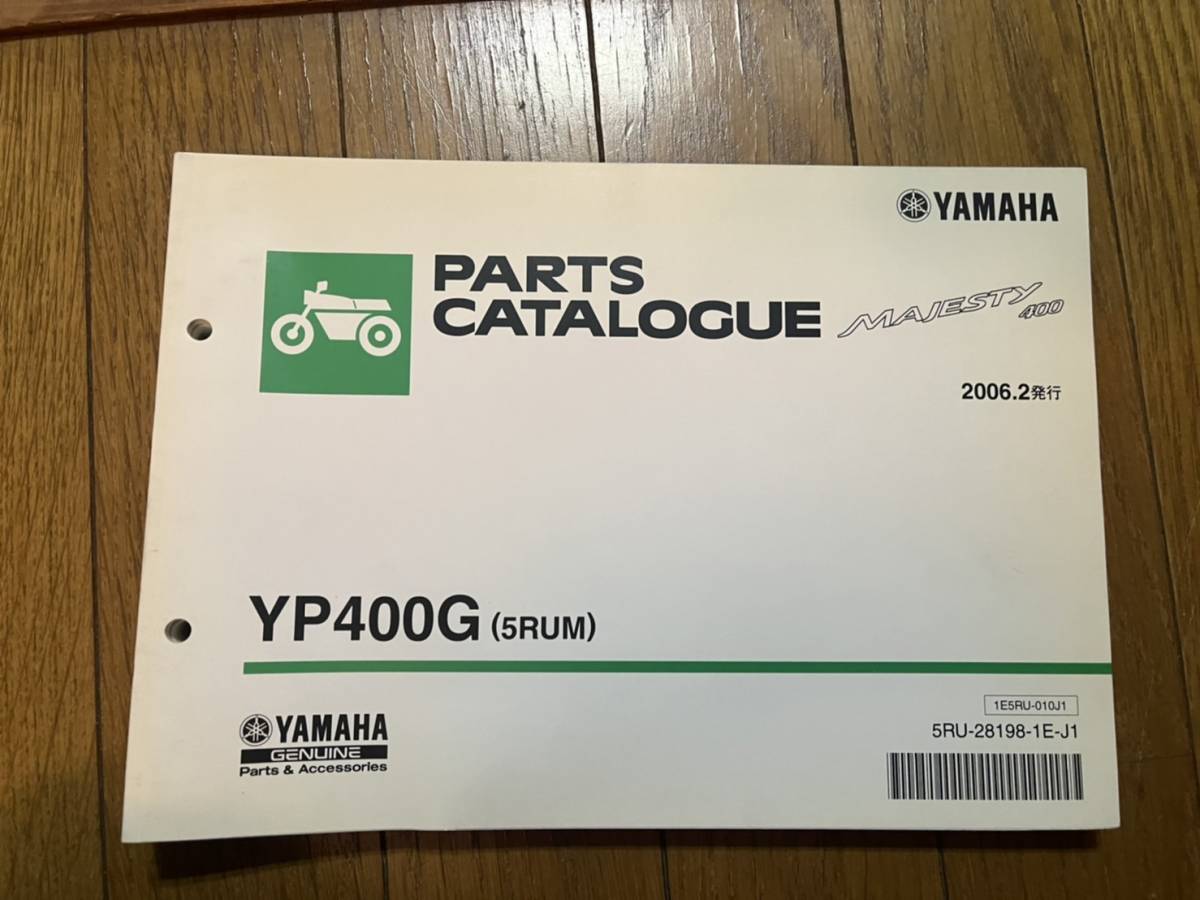 YAMAHA
PARTS
CATALOGUE
MAJESTY
400
2006.2発行
YP400G (5RUM)
1E5RU-010J1
5RU-28198-1E-J1
YAMAHA
GENUINE
Parts & Accessories